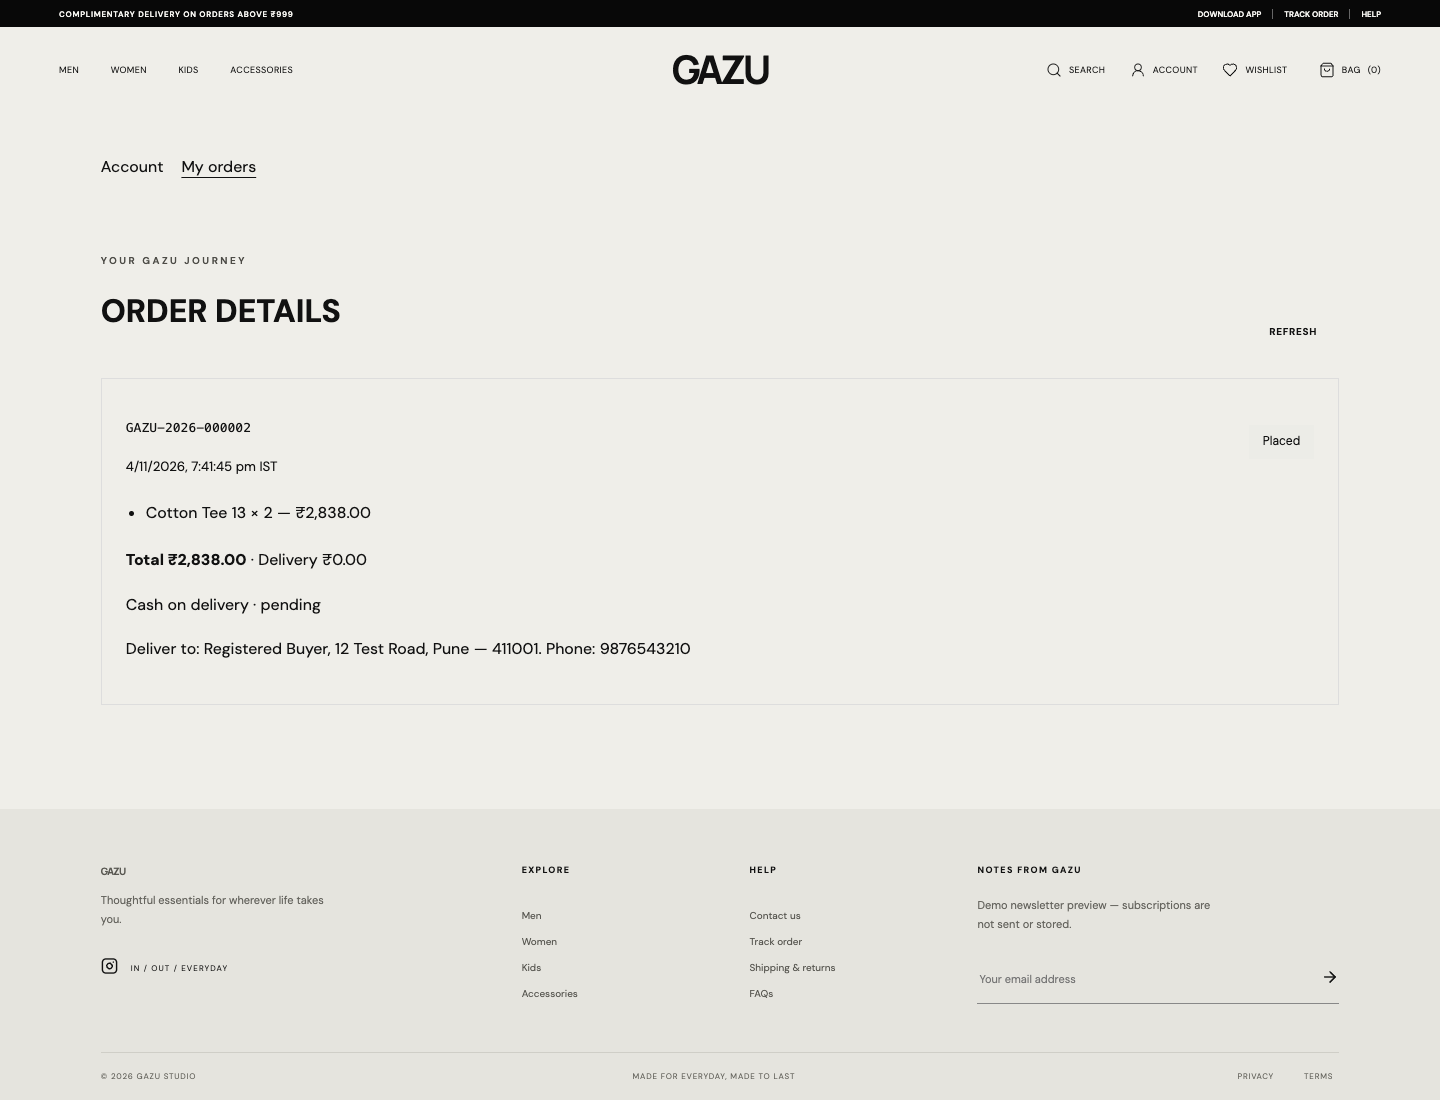 COMPLIMENTARY DELIVERY ON ORDERS ABOVE ₹999
DOWNLOAD APP
TRACK ORDER
HELP
MEN
WOMEN
KIDS
ACCESSORIES
GAZU
SEARCH
ACCOUNT
WISHLIST
BAG (0)
Account
My orders
YOUR GAZU JOURNEY
ORDER DETAILS
REFRESH
GAZU–2026–000002
Placed
4/11/2026, 7:41:45 pm IST
• Cotton Tee 13 × 2 — ₹2,838.00
Total ₹2,838.00 · Delivery ₹0.00
Cash on delivery · pending
Deliver to: Registered Buyer, 12 Test Road, Pune — 411001. Phone: 9876543210
GAZU
Thoughtful essentials for wherever life takes
you.
IN / OUT / EVERYDAY
EXPLORE
Men
Women
Kids
Accessories
HELP
Contact us
Track order
Shipping & returns
FAQs
NOTES FROM GAZU
Demo newsletter preview — subscriptions are
not sent or stored.
Your email address
© 2026 GAZU STUDIO
MADE FOR EVERYDAY, MADE TO LAST
PRIVACY
TERMS